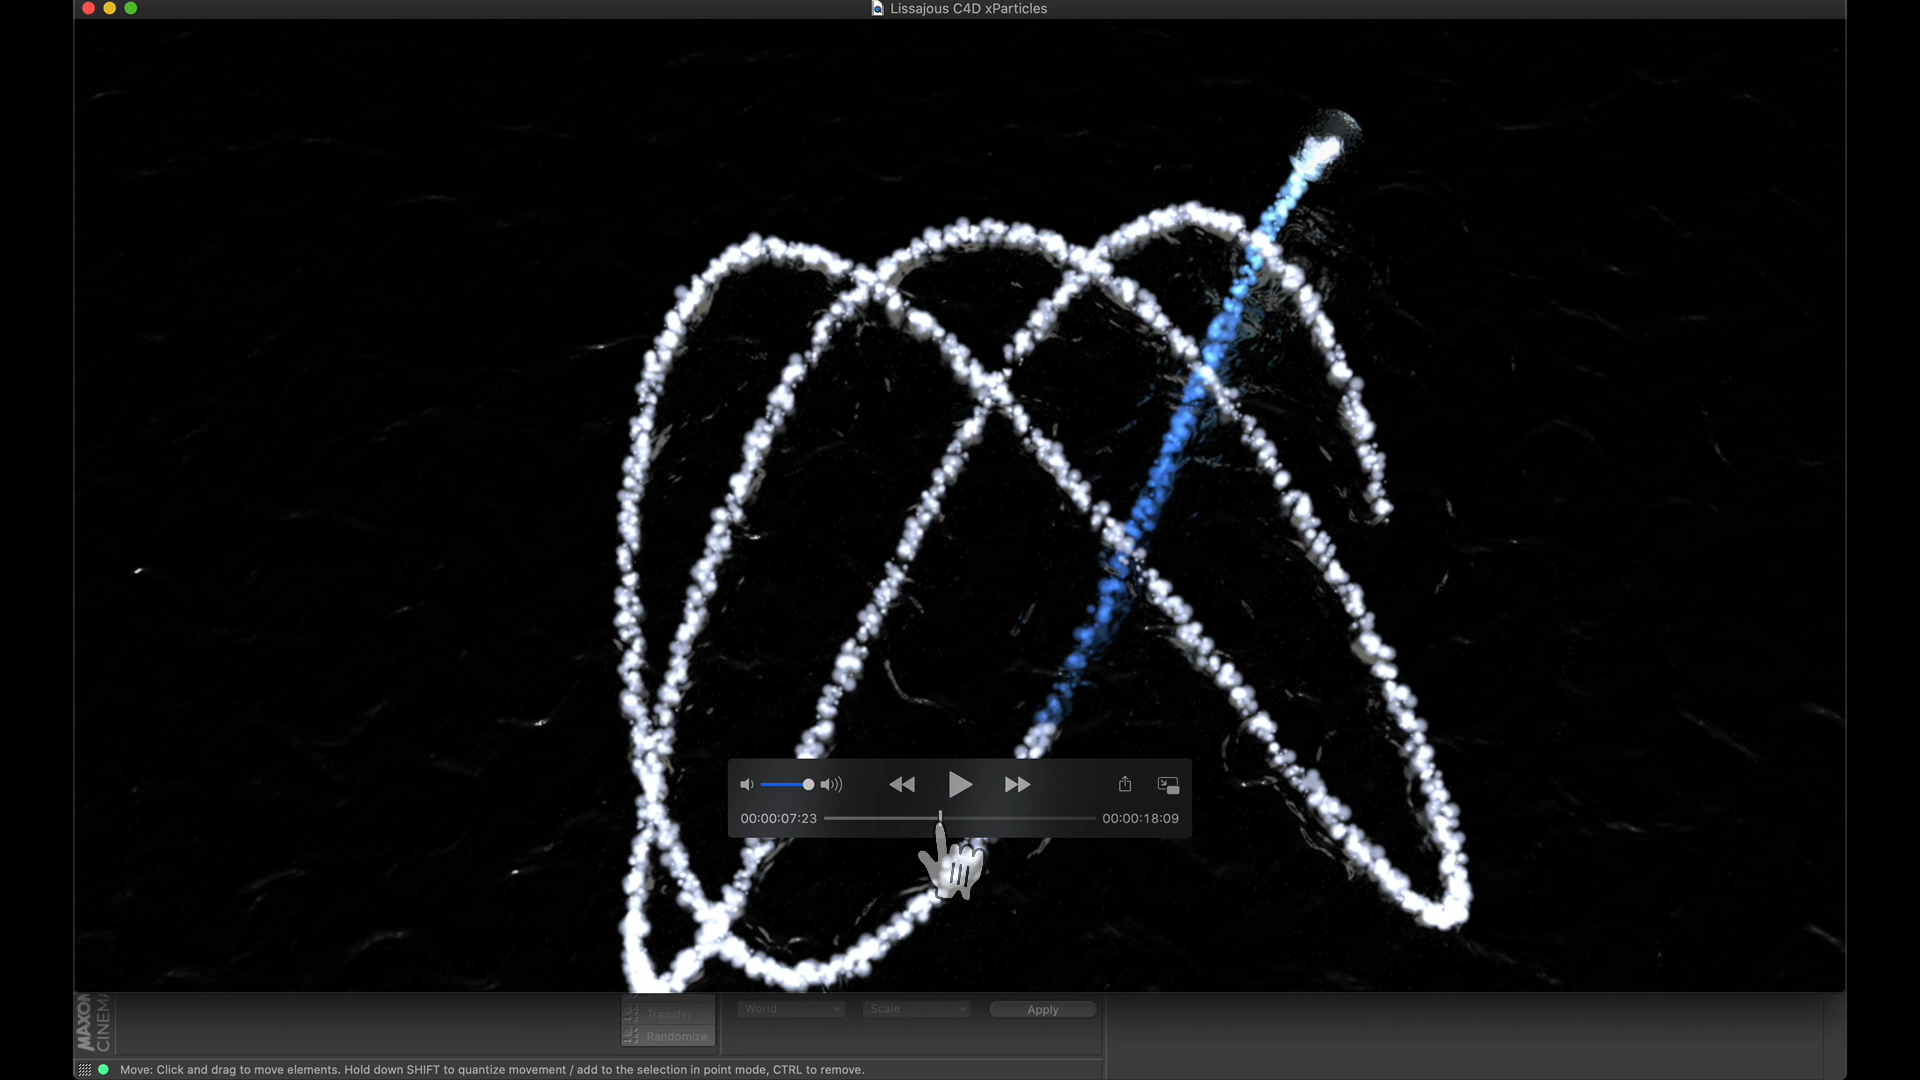 Lissajous C4D xParticles
00:00:07:23
00:00:18:09
MAXON
CINEMA
Transfer
Randomize
World
Scale
Apply
Move: Click and drag to move elements. Hold down SHIFT to quantize movement / add to the selection in point mode, CTRL to remove.